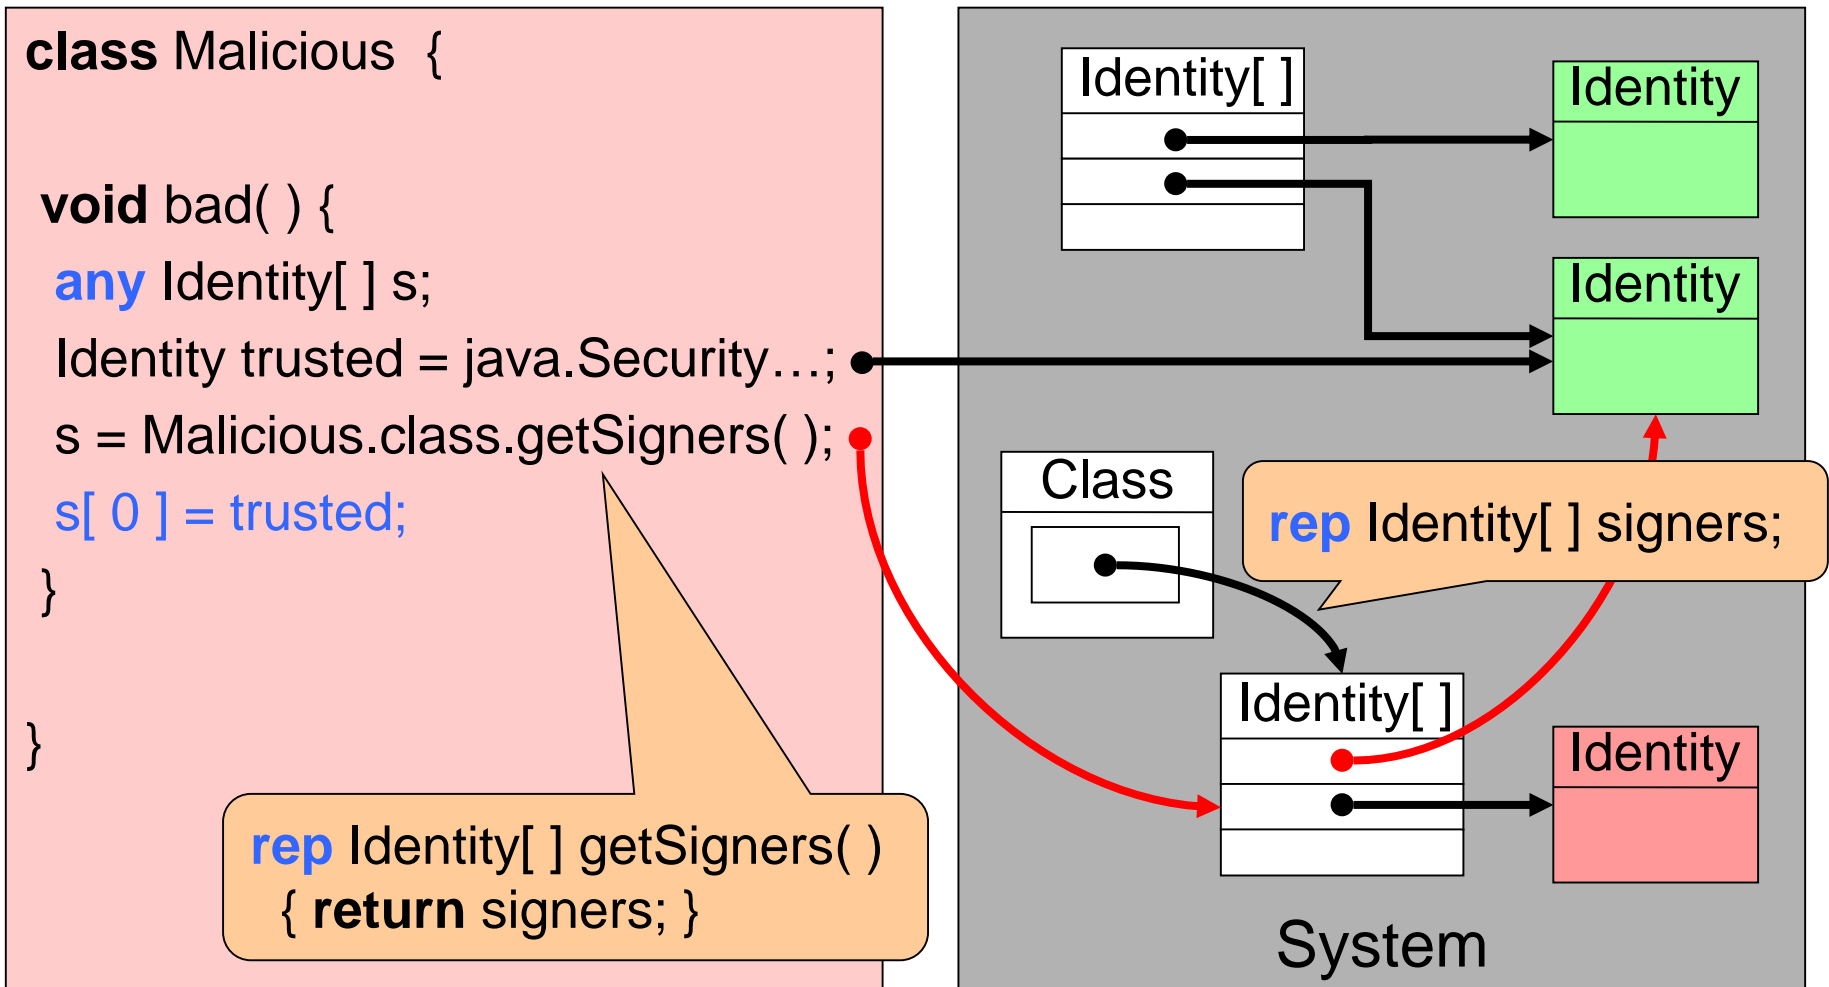 class Malicious {
void bad( ) {
any Identity[ ] s;
Identity trusted = java.Security…;
s = Malicious.class.getSigners( );
s[ 0 ] = trusted;
}
}
rep Identity[ ] getSigners( )
{ return signers; }
Identity[ ]
Identity
Identity
Class
rep Identity[ ] signers;
Identity[ ]
Identity
System